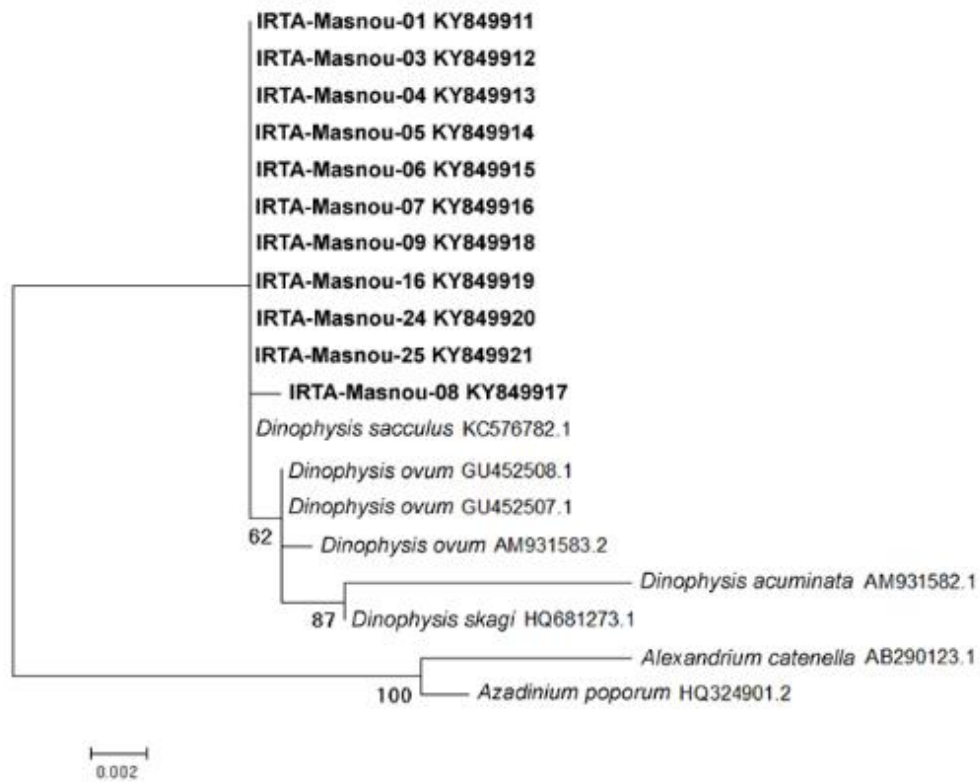 IRTA-Masnou-01 KY849911
IRTA-Masnou-03 KY849912
IRTA-Masnou-04 KY849913
IRTA-Masnou-05 KY849914
IRTA-Masnou-06 KY849915
IRTA-Masnou-07 KY849916
IRTA-Masnou-09 KY849918
IRTA-Masnou-16 KY849919
IRTA-Masnou-24 KY849920
IRTA-Masnou-25 KY849921
IRTA-Masnou-08 KY849917
Dinophysis sacculus KC576782.1
Dinophysis ovum GU452508.1
Dinophysis ovum GU452507.1
62
Dinophysis ovum AM931583.2
Dinophysis acuminata AM931582.1
87 Dinophysis skagi HQ681273.1
Alexandrium catenella AB290123.1
100 Azadinium poporum HQ324901.2
0.002